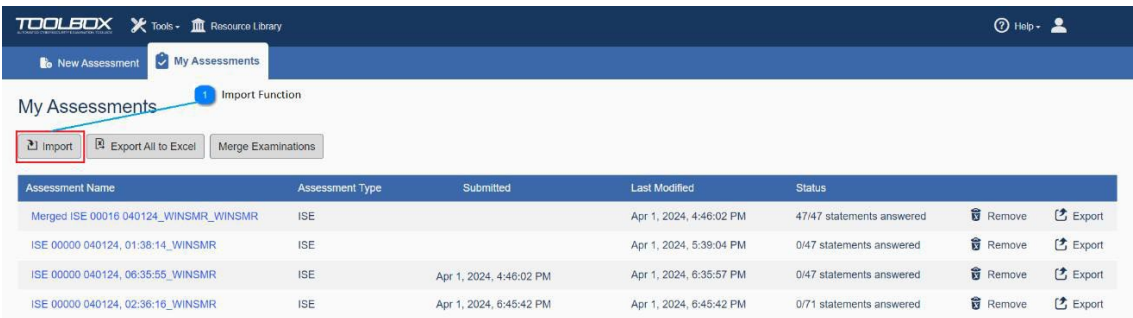 TOOLBOX Tools Resource Library Help
AUTOMATED CYBERSECURITY EXAMINATION TOOLBOX
New Assessment My Assessments
1 Import Function
My Assessments
Import Export All to Excel Merge Examinations
Assessment Name Assessment Type Submitted Last Modified Status
Merged ISE 00016 040124_WINSMR_WINSMR ISE Apr 1, 2024, 4:46:02 PM 47/47 statements answered Remove Export
ISE 00000 040124, 01:38:14_WINSMR ISE Apr 1, 2024, 5:39:04 PM 0/47 statements answered Remove Export
ISE 00000 040124, 06:35:55_WINSMR ISE Apr 1, 2024, 4:46:02 PM Apr 1, 2024, 6:35:57 PM 0/47 statements answered Remove Export
ISE 00000 040124, 02:36:16_WINSMR ISE Apr 1, 2024, 6:45:42 PM Apr 1, 2024, 6:45:42 PM 0/71 statements answered Remove Export